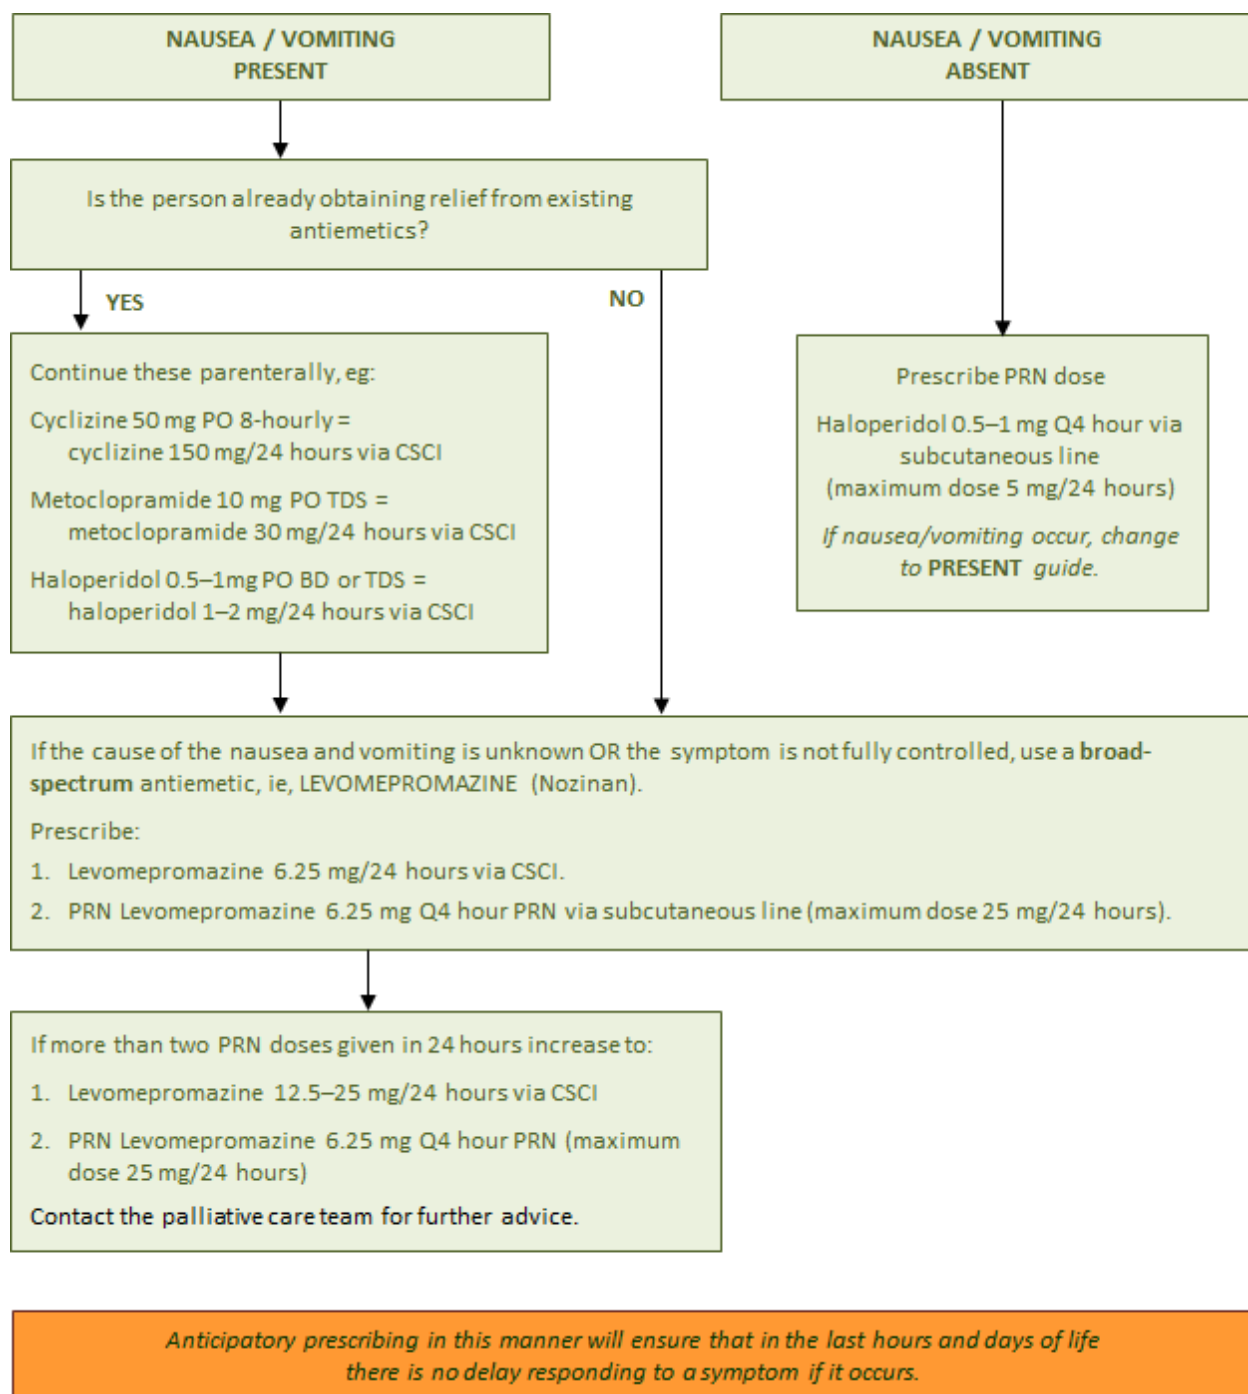 NAUSEA / VOMITING
PRESENT
NAUSEA / VOMITING
ABSENT
Is the person already obtaining relief from existing
antiemetics?
YES
NO
Continue these parenterally, eg:
Cyclizine 50 mg PO 8-hourly =
cyclizine 150 mg/24 hours via CSCI
Metoclopramide 10 mg PO TDS =
metoclopramide 30 mg/24 hours via CSCI
Haloperidol 0.5–1mg PO BD or TDS =
haloperidol 1–2 mg/24 hours via CSCI
Prescribe PRN dose
Haloperidol 0.5–1 mg Q4 hour via
subcutaneous line
(maximum dose 5 mg/24 hours)
If nausea/vomiting occur, change
to PRESENT guide.
If the cause of the nausea and vomiting is unknown OR the symptom is not fully controlled, use a broad-
spectrum antiemetic, ie, LEVOMEPROMAZINE (Nozinan).
Prescribe:
1. Levomepromazine 6.25 mg/24 hours via CSCI.
2. PRN Levomepromazine 6.25 mg Q4 hour PRN via subcutaneous line (maximum dose 25 mg/24 hours).
If more than two PRN doses given in 24 hours increase to:
1. Levomepromazine 12.5–25 mg/24 hours via CSCI
2. PRN Levomepromazine 6.25 mg Q4 hour PRN (maximum
dose 25 mg/24 hours)
Contact the palliative care team for further advice.
Anticipatory prescribing in this manner will ensure that in the last hours and days of life
there is no delay responding to a symptom if it occurs.